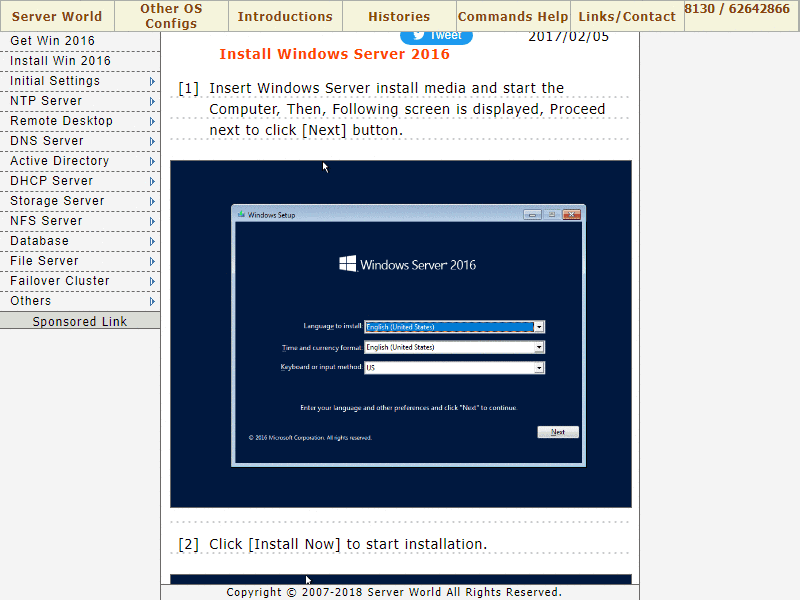 Server World
Other OS
Configs
Introductions
Histories
Commands Help
Links/Contact
8130 / 62642866
Get Win 2016
Install Win 2016
Initial Settings
NTP Server
Remote Desktop
DNS Server
Active Directory
DHCP Server
Storage Server
NFS Server
Database
File Server
Failover Cluster
Others
Sponsored Link
Tweet
2017/02/05
Install Windows Server 2016
[1] Insert Windows Server install media and start the
Computer, Then, Following screen is displayed, Proceed
next to click [Next] button.
Windows Setup
Windows Server 2016
Language to install: English (United States)
Time and currency format: English (United States)
Keyboard or input method: US
Enter your language and other preferences and click "Next" to continue.
© 2016 Microsoft Corporation. All rights reserved.
Next
[2] Click [Install Now] to start installation.
Copyright © 2007-2018 Server World All Rights Reserved.